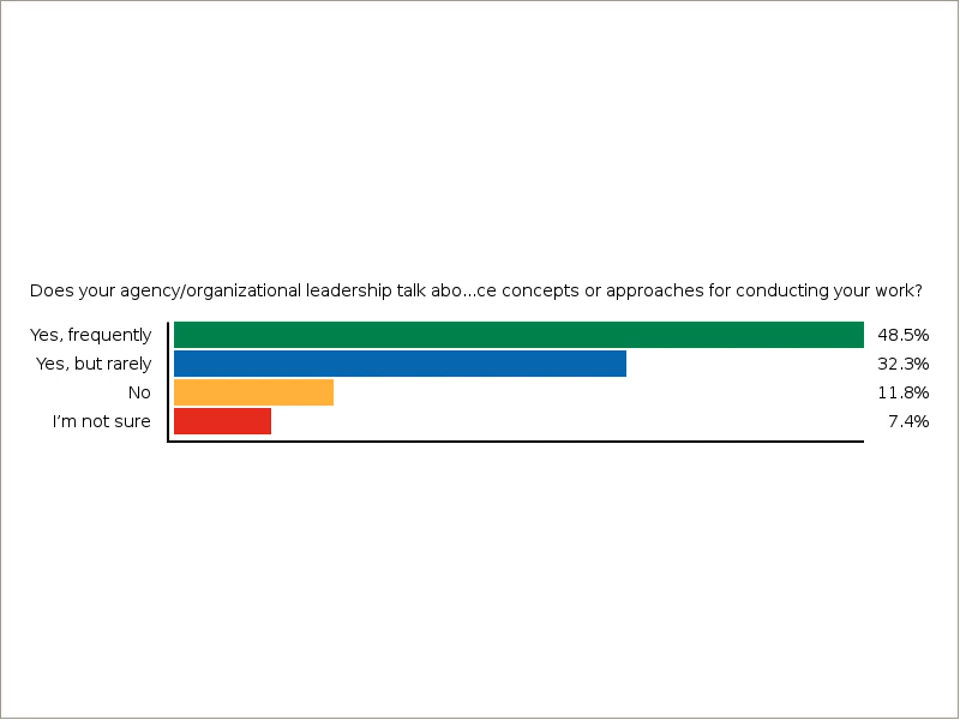 Does your agency/organizational leadership talk abo...ce concepts or approaches for conducting your work?
Yes, frequently 48.5%
Yes, but rarely 32.3%
No 11.8%
I’m not sure 7.4%